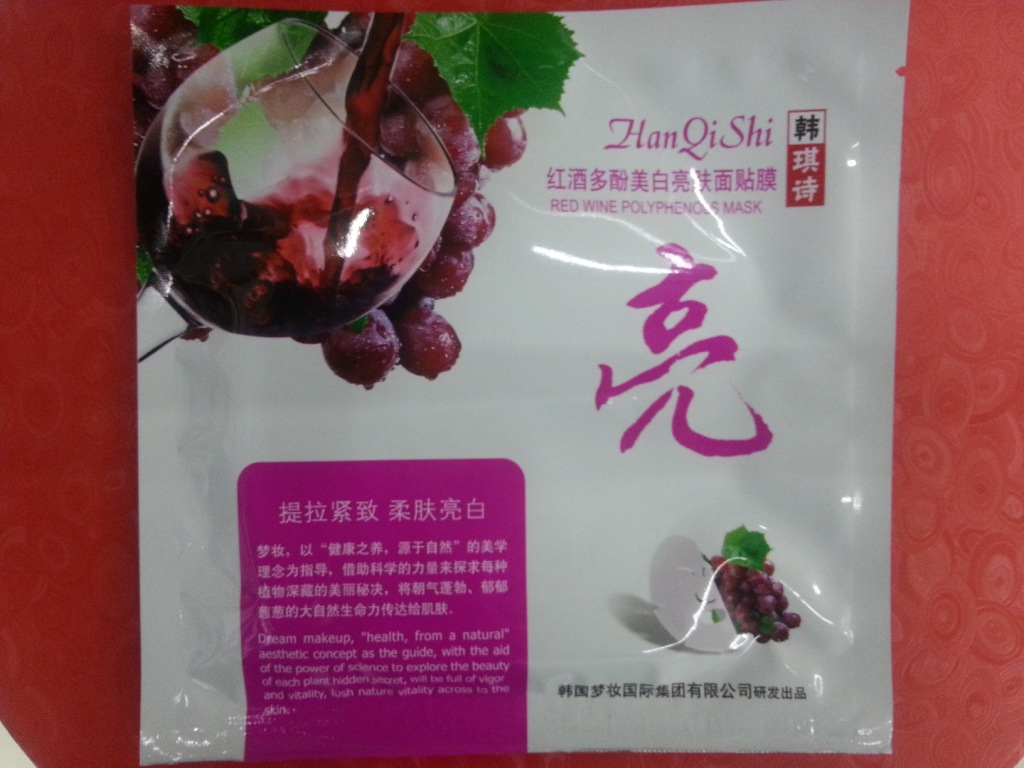 HanQiShi
韩琪诗
红酒多酚美白亮肤面贴膜
RED WINE POLYPHENOLS MASK
亮
提拉紧致 柔肤亮白
梦妆，以“健康之养，源于自然”的美学
理念为指导，借助科学的力量来探求每种
植物深藏的美丽秘决，将朝气蓬勃、郁郁
葱葱的大自然生命力传达给肌肤。
Dream makeup, "health, from a natural"
aesthetic concept as the guide, with the aid
of the power of science to explore the beauty
of each plant hidden secret, will be full of vigor
and vitality, lush nature vitality across to the
skin.
韩国梦妆国际集团有限公司研发出品